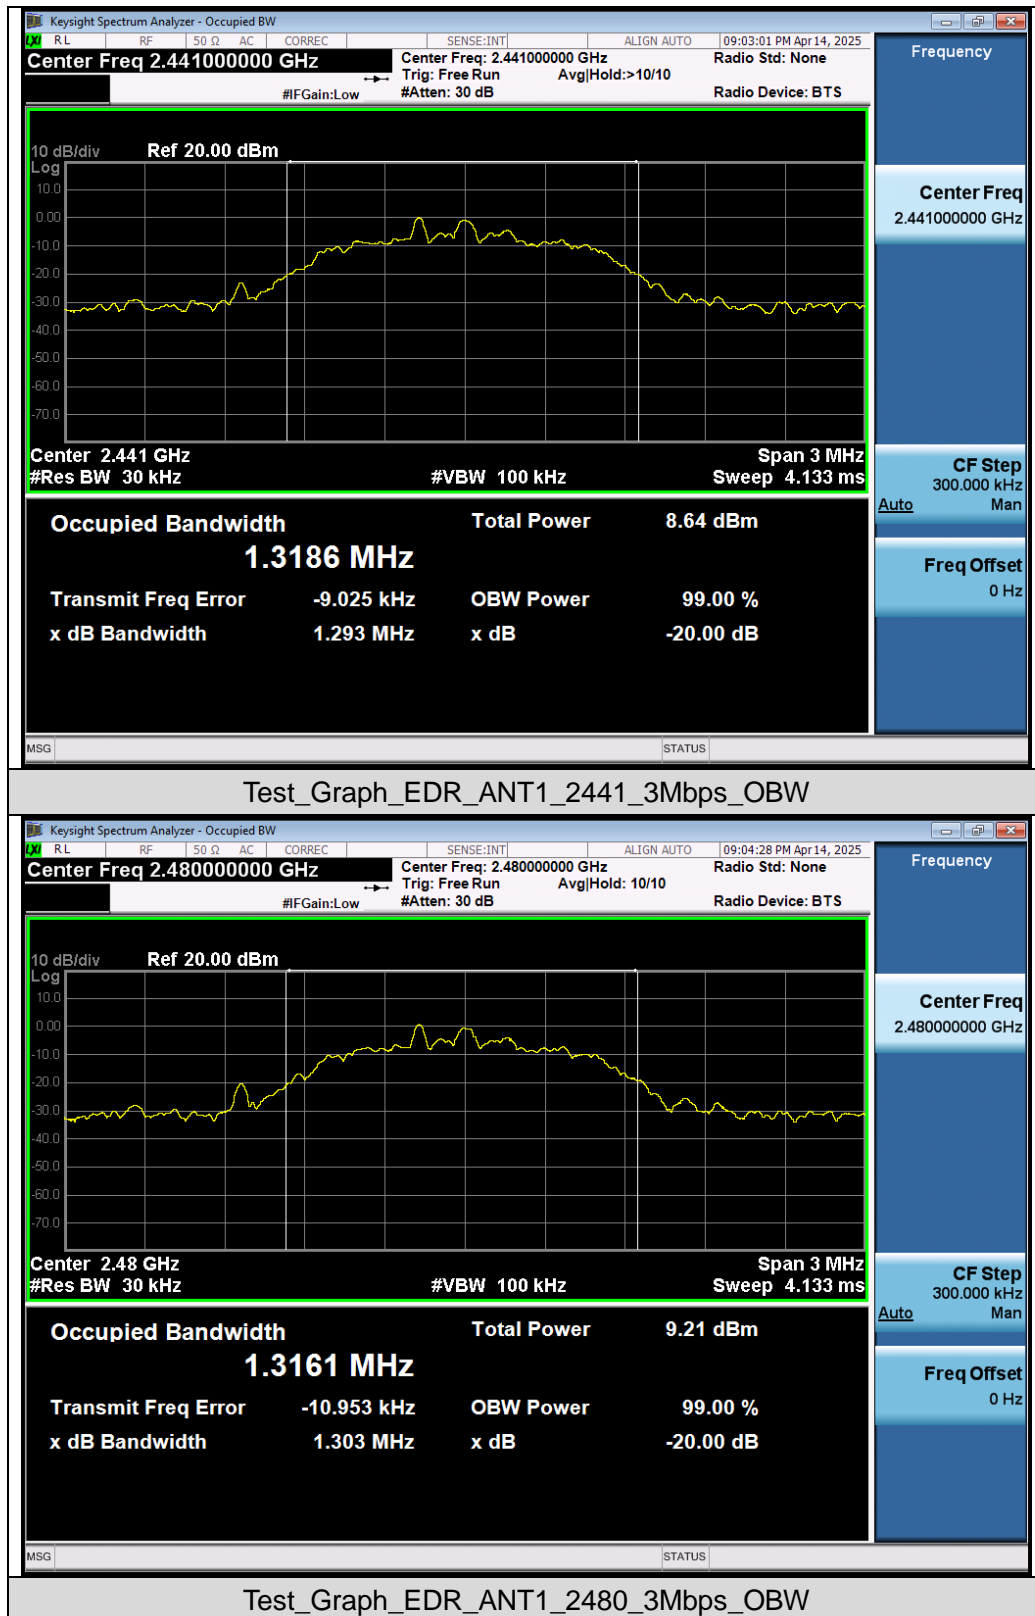 Keysight Spectrum Analyzer - Occupied BW
LXI RL RF 50 Ω AC CORREC SENSE:INT ALIGN AUTO 09:03:01 PM Apr 14, 2025
Center Freq 2.441000000 GHz
Center Freq: 2.441000000 GHz Radio Std: None
Trig: Free Run Avg|Hold:>10/10
#IFGain:Low #Atten: 30 dB Radio Device: BTS
Frequency
10 dB/div Ref 20.00 dBm
Log
10.0
0.00
-10.0
-20.0
-30.0
-40.0
-50.0
-60.0
-70.0
Center Freq
2.441000000 GHz
Center 2.441 GHz Span 3 MHz
#Res BW 30 kHz #VBW 100 kHz Sweep 4.133 ms
CF Step
300.000 kHz
Auto Man
Freq Offset
0 Hz
Occupied Bandwidth Total Power 8.64 dBm
1.3186 MHz
Transmit Freq Error -9.025 kHz OBW Power 99.00 %
x dB Bandwidth 1.293 MHz x dB -20.00 dB
MSG STATUS
Test_Graph_EDR_ANT1_2441_3Mbps_OBW
Keysight Spectrum Analyzer - Occupied BW
LXI RL RF 50 Ω AC CORREC SENSE:INT ALIGN AUTO 09:04:28 PM Apr 14, 2025
Center Freq 2.480000000 GHz
Center Freq: 2.480000000 GHz Radio Std: None
Trig: Free Run Avg|Hold: 10/10
#IFGain:Low #Atten: 30 dB Radio Device: BTS
Frequency
10 dB/div Ref 20.00 dBm
Log
10.0
0.00
-10.0
-20.0
-30.0
-40.0
-50.0
-60.0
-70.0
Center Freq
2.480000000 GHz
Center 2.48 GHz Span 3 MHz
#Res BW 30 kHz #VBW 100 kHz Sweep 4.133 ms
CF Step
300.000 kHz
Auto Man
Freq Offset
0 Hz
Occupied Bandwidth Total Power 9.21 dBm
1.3161 MHz
Transmit Freq Error -10.953 kHz OBW Power 99.00 %
x dB Bandwidth 1.303 MHz x dB -20.00 dB
MSG STATUS
Test_Graph_EDR_ANT1_2480_3Mbps_OBW